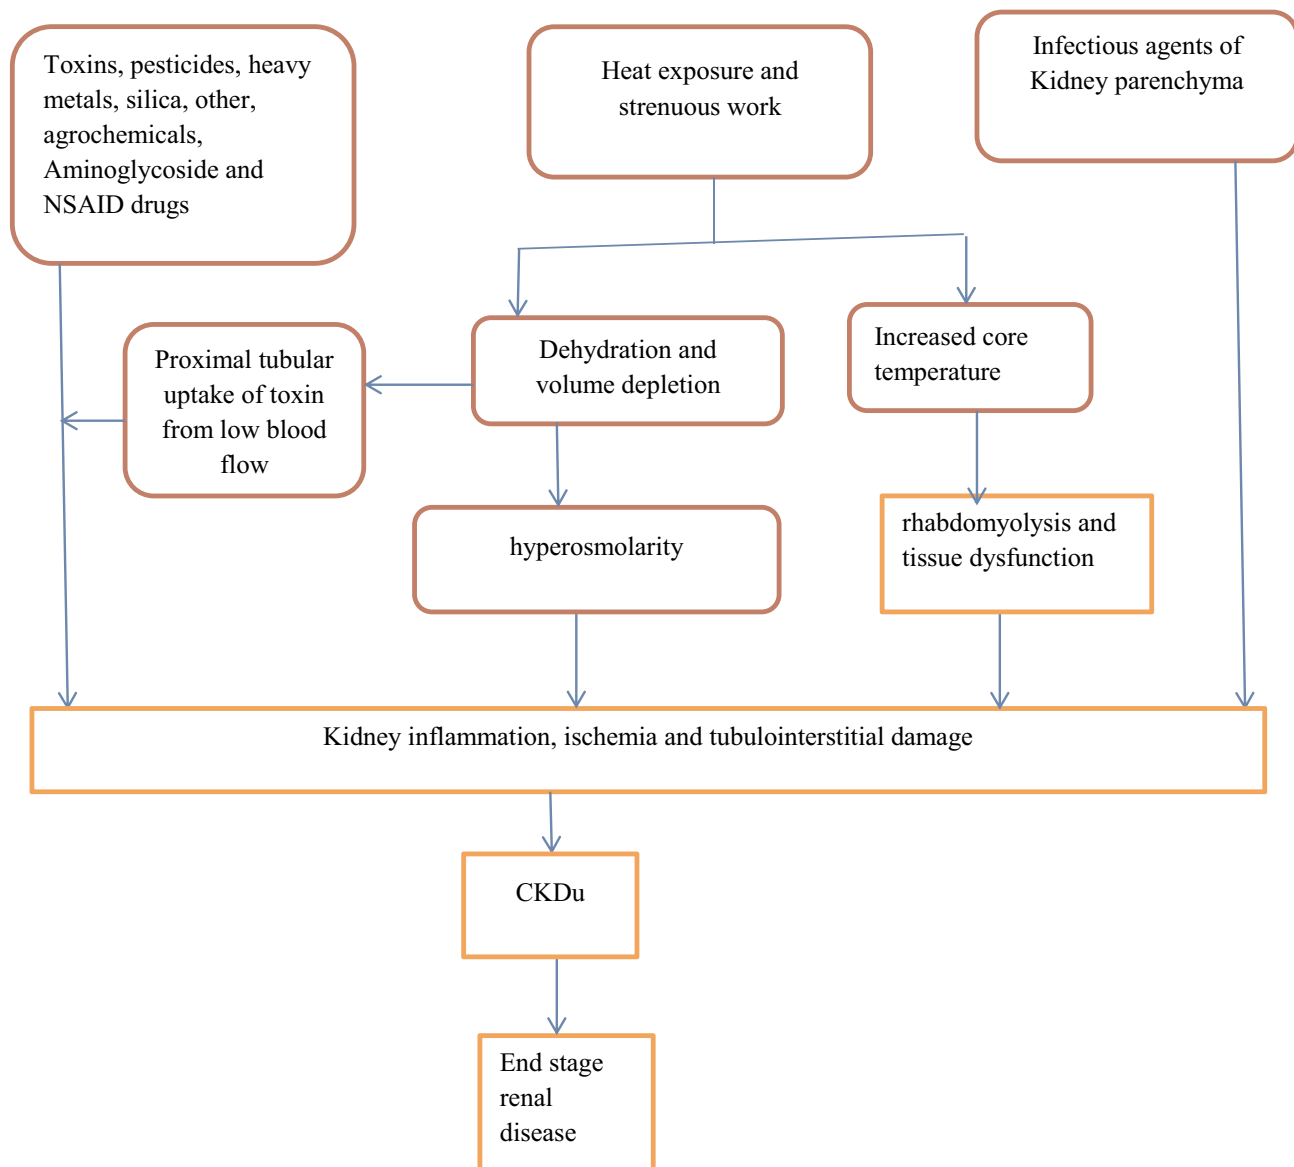 Toxins, pesticides, heavy
metals, silica, other,
agrochemicals,
Aminoglycoside and
NSAID drugs
Heat exposure and
strenuous work
Infectious agents of
Kidney parenchyma
Proximal tubular
uptake of toxin
from low blood
flow
Dehydration and
volume depletion
Increased core
temperature
hyperosmolarity
rhabdomyolysis and
tissue dysfunction
Kidney inflammation, ischemia and tubulointerstitial damage
CKDu
End stage
renal
disease